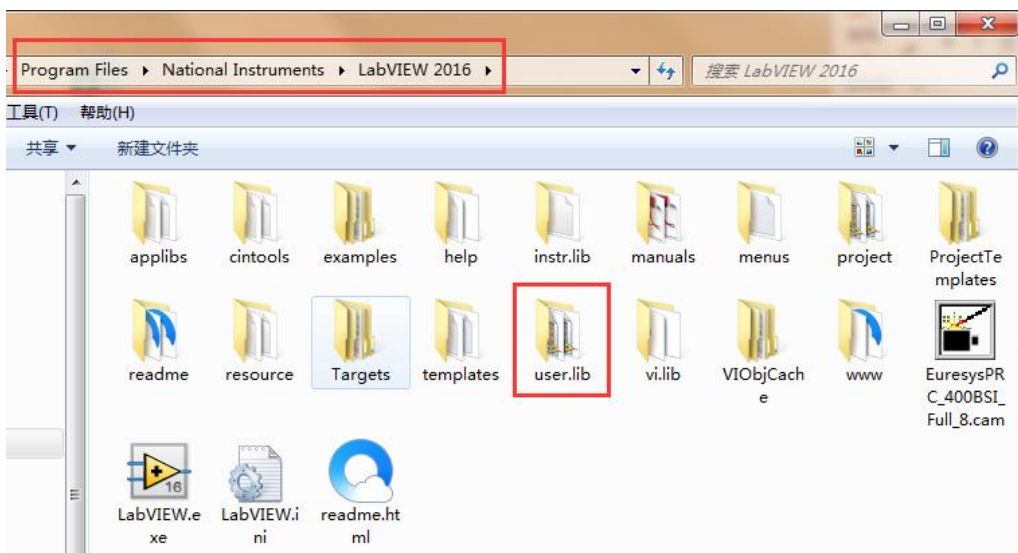 Program Files ▸ National Instruments ▸ LabVIEW 2016 ▸
搜索 LabVIEW 2016
工具(T) 帮助(H)
共享 新建文件夹
applibs cintools examples help instr.lib manuals menus project ProjectTe
mplates
readme resource Targets templates user.lib vi.lib VIObjCach www EuresysPR
e C_400BSI_
Full_8.cam
16
LabVIEW.e LabVIEW.i readme.ht
xe ni ml